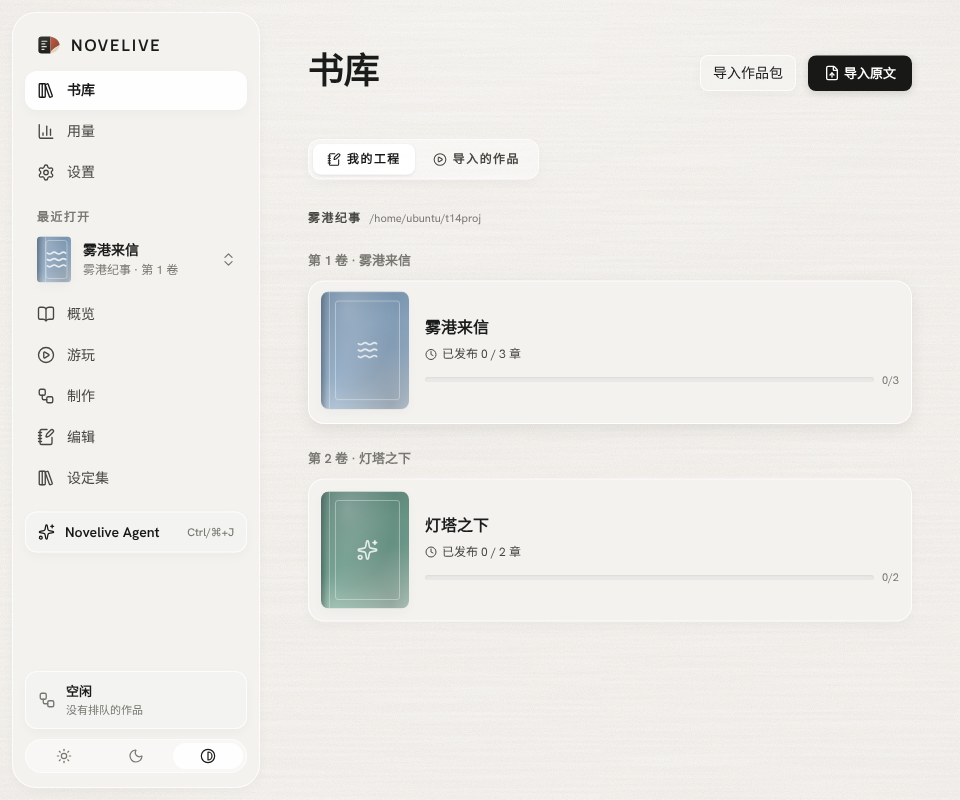 NOVELIVE
书库
用量
设置
最近打开
雾港来信
雾港纪事 · 第 1 卷
概览
游玩
制作
编辑
设定集
Novelive Agent
Ctrl/⌘+J
空闲
没有排队的作品
书库
导入作品包
导入原文
我的工程
导入的作品
雾港纪事 /home/ubuntu/t14proj
第 1 卷 · 雾港来信
雾港来信
已发布 0 / 3 章
0/3
第 2 卷 · 灯塔之下
灯塔之下
已发布 0 / 2 章
0/2